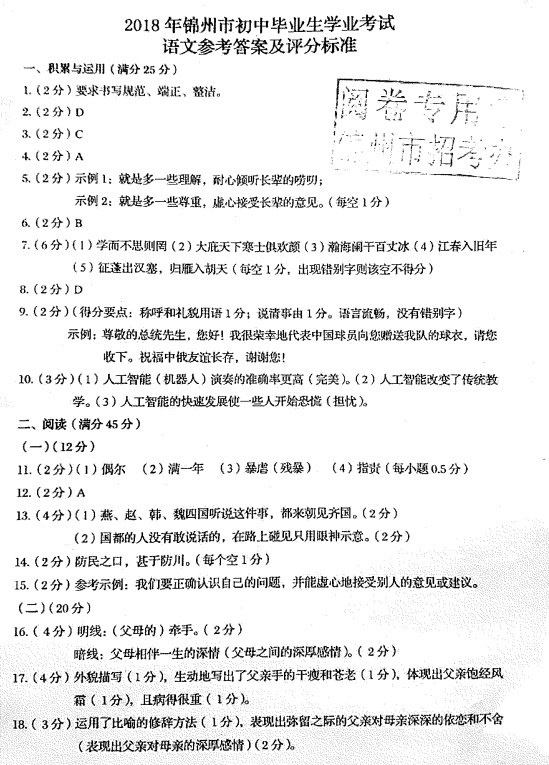 2018年锦州市初中毕业生学业考试
语文参考答案及评分标准
阅卷专用
锦州市招考办
一、积累与运用（满分25分）
1.（2分）要求书写规范、端正、整洁。
2.（2分）D
3.（2分）C
4.（2分）A
5.（2分）示例1：就是多一些理解，耐心倾听长辈的唠叨；
示例2：就是多一些尊重，虚心接受长辈的意见。（每空1分）
6.（2分）B
7.（6分）（1）学而不思则罔（2）大庇天下寒士俱欢颜（3）瀚海阑干百丈冰（4）江春入旧年
（5）征蓬出汉塞，归雁入胡天（每空1分，出现错别字则该空不得分）
8.（2分）D
9.（2分）（得分要点：称呼和礼貌用语1分；说清事由1分。语言流畅，没有错别字）
示例：尊敬的总统先生，您好！我很荣幸地代表中国球员向您赠送我队的球衣，请您
收下。祝福中俄友谊长存，谢谢您！
10.（3分）（1）人工智能（机器人）演奏的准确率更高（完美）。（2）人工智能改变了传统教
学。（3）人工智能的快速发展使一些人开始恐慌（担忧）。
二、阅读（满分45分）
（一）（12分）
11.（2分）（1）偶尔 （2）满一年 （3）暴虐（残暴） （4）指责（每小题0.5分）
12.（2分）A
13.（4分）（1）燕、赵、韩、魏四国听说这件事，都来朝见齐国。（2分）
（2）国都的人没有敢说话的，在路上碰见只用眼神示意。（2分）
14.（2分）防民之口，甚于防川。（每个空1分）
15.（2分）参考示例：我们要正确认识自己的问题，并能虚心地接受别人的意见或建议。
（二）（20分）
16.（4分）明线：（父母的）牵手。（2分）
暗线：父母相伴一生的深情（父母之间的深厚感情）。（2分）
17.（4分）外貌描写（1分），生动地写出了父亲手的干瘦和苍老（1分），体现出父亲饱经风
霜（1分），且病得很重（1分）。
18.（3分）运用了比喻的修辞方法（1分），表现出弥留之际的父亲对母亲深深的依恋和不舍
（表现出父亲对母亲的深厚感情）（2分）。